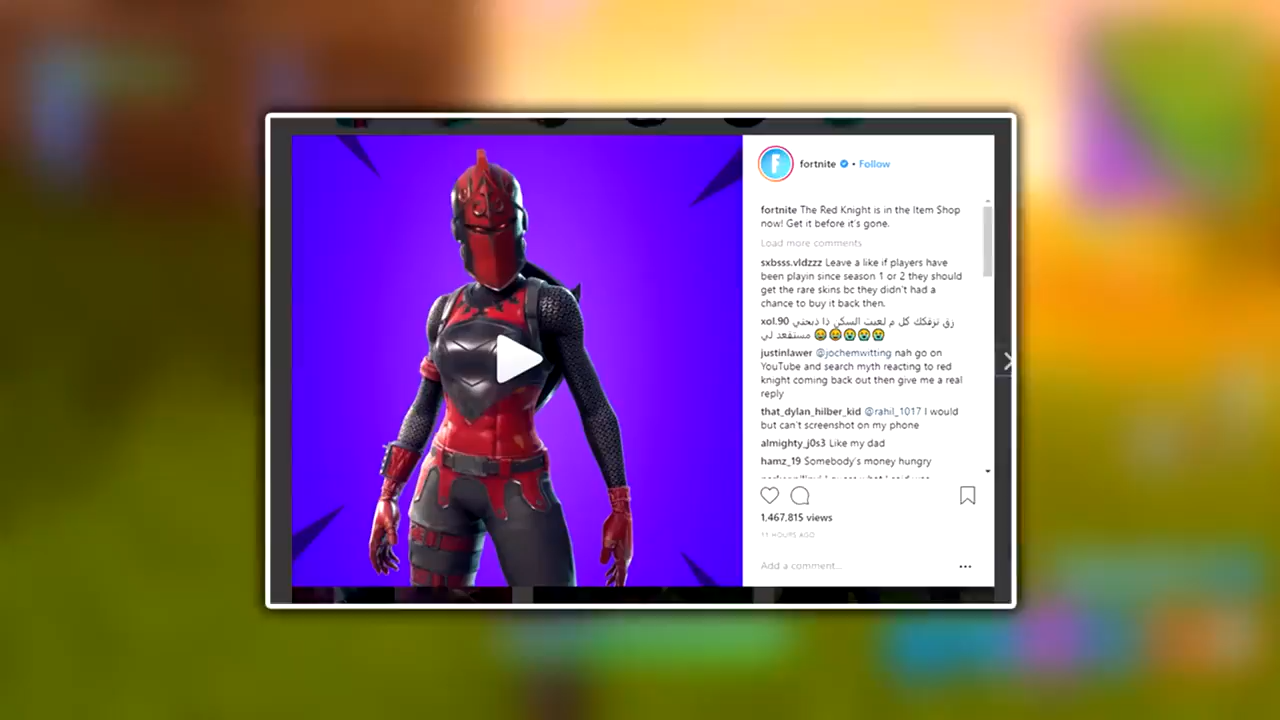 fortnite • Follow
fortnite The Red Knight is in the Item Shop
now! Get it before it's gone.
Load more comments
sxbsss.vldzzz Leave a like if players have
been playin since season 1 or 2 they should
get the rare skins bc they didn't had a
chance to buy it back then.
xol.90 رق نرفكك كل م لعبت السكن ذا ذبحني
مستقعد لي 😂😂😭😭😭
justinlawer @jochemwitting nah go on
YouTube and search myth reacting to red
knight coming back out then give me a real
reply
that_dylan_hilber_kid @rahil_1017 I would
but can't screenshot on my phone
almighty_j0s3 Like my dad
hamz_19 Somebody's money hungry
1,467,815 views
11 HOURS AGO
Add a comment...